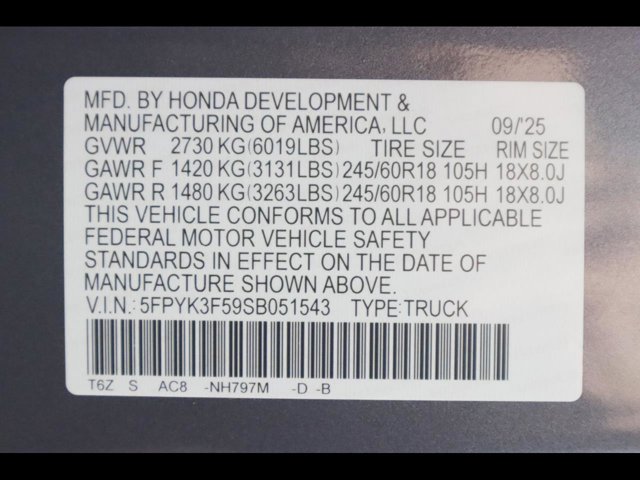 MFD. BY HONDA DEVELOPMENT &
MANUFACTURING OF AMERICA, LLC 09/'25
GVWR 2730 KG(6019LBS) TIRE SIZE RIM SIZE
GAWR F 1420 KG(3131LBS) 245/60R18 105H 18X8.0J
GAWR R 1480 KG(3263LBS) 245/60R18 105H 18X8.0J
THIS VEHICLE CONFORMS TO ALL APPLICABLE
FEDERAL MOTOR VEHICLE SAFETY
STANDARDS IN EFFECT ON THE DATE OF
MANUFACTURE SHOWN ABOVE.
V.I.N.: 5FPYK3F59SB051543 TYPE:TRUCK
T6Z S AC8 -NH797M -D -B